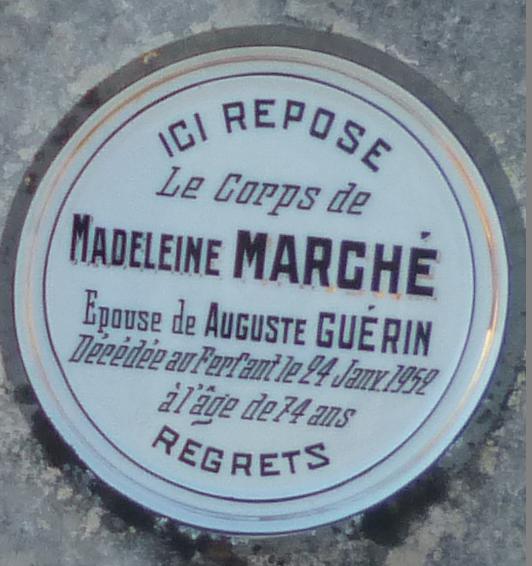 ICI REPOSE
Le Corps de
MADELEINE MARCHÉ
Epouse de AUGUSTE GUÉRIN
Décédée au Ferfant le 24 Janv. 1952
à l'âge de 74 ans
REGRETS